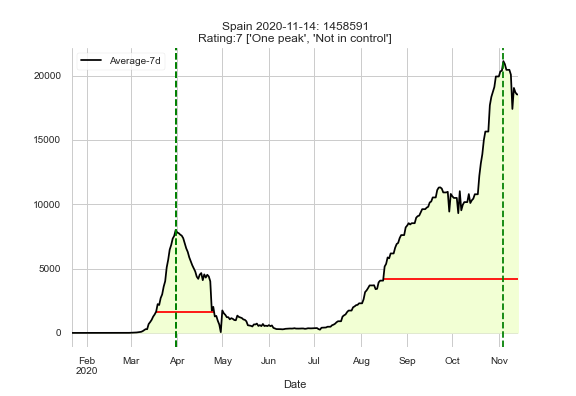 Spain 2020-11-14: 1458591
Rating:7 ['One peak', 'Not in control']
Average-7d
20000
15000
10000
5000
0
Feb Mar Apr May Jun Jul Aug Sep Oct Nov
2020
Date